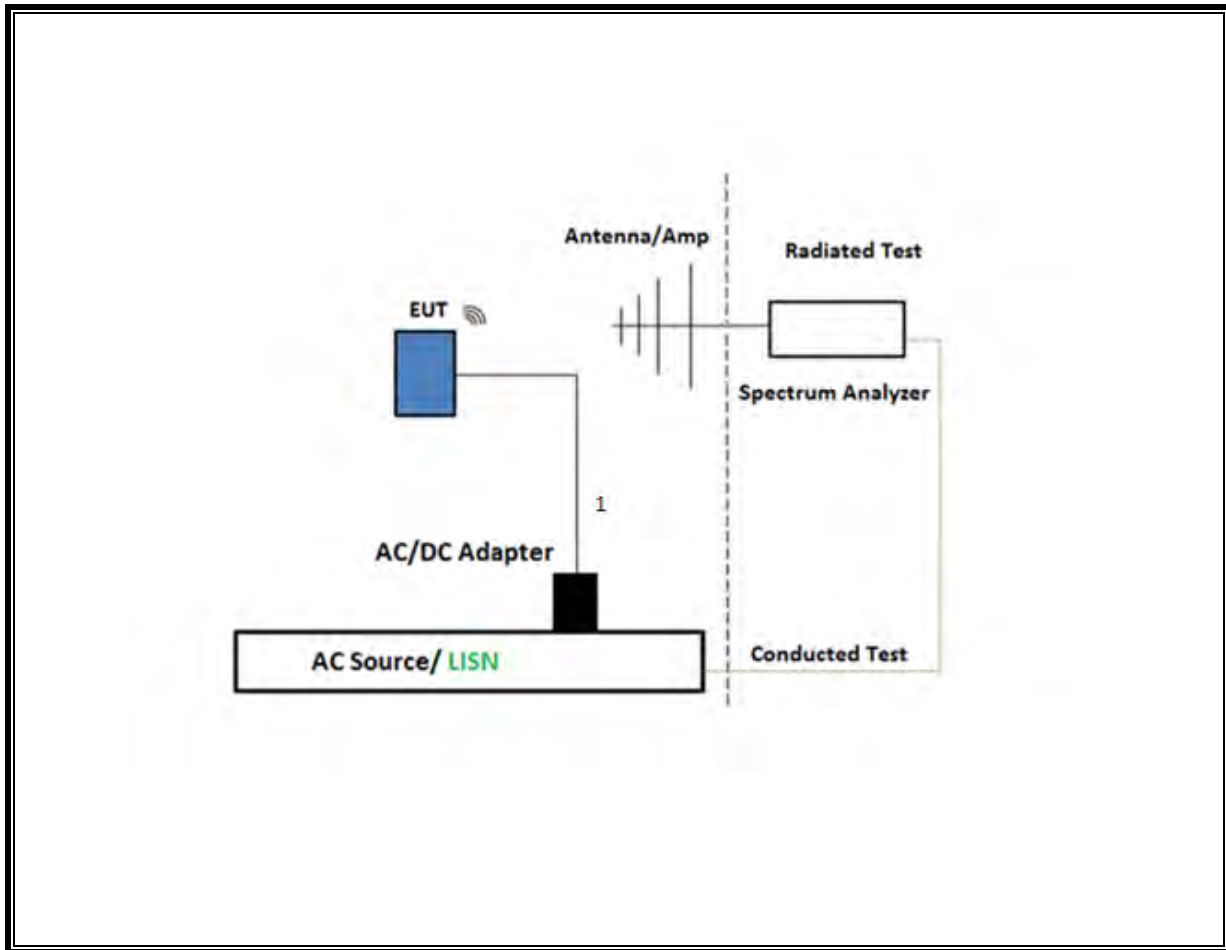 Antenna/Amp
Radiated Test
EUT
Spectrum Analyzer
1
AC/DC Adapter
AC Source/ LISN
Conducted Test